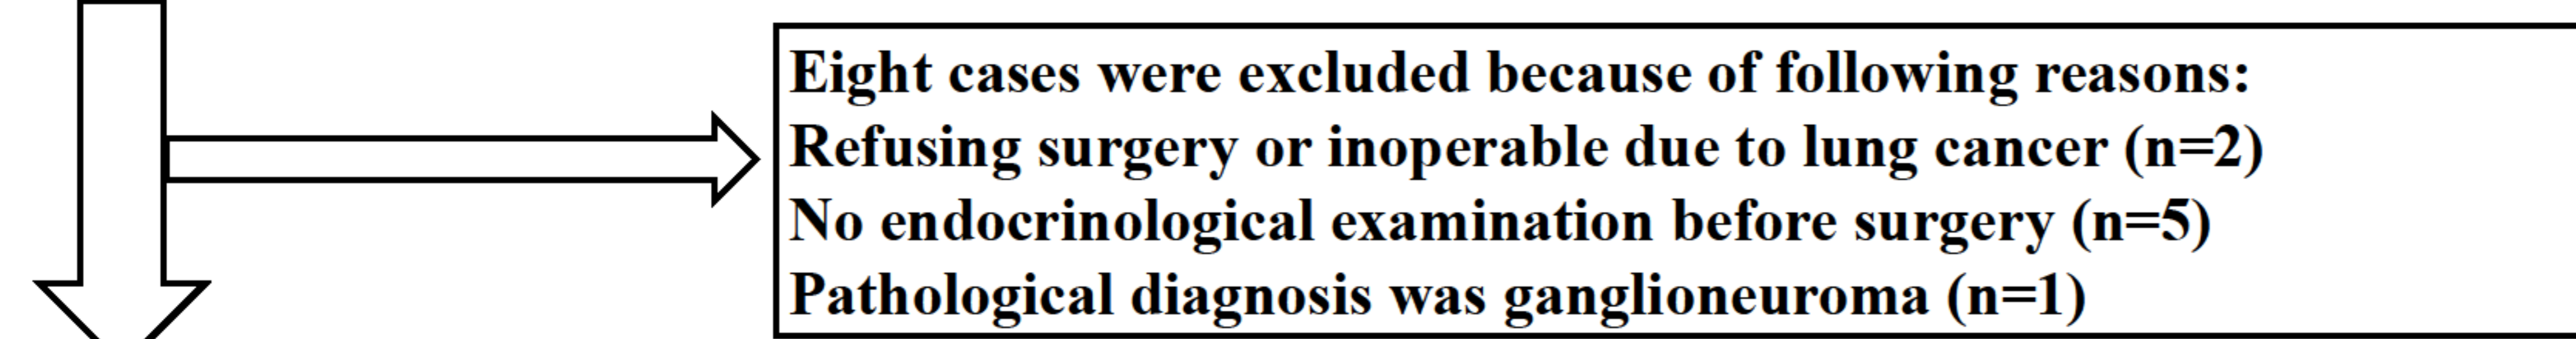 Eight cases were excluded because of following reasons:
Refusing surgery or inoperable due to lung cancer (n=2)
No endocrinological examination before surgery (n=5)
Pathological diagnosis was ganglioneuroma (n=1)